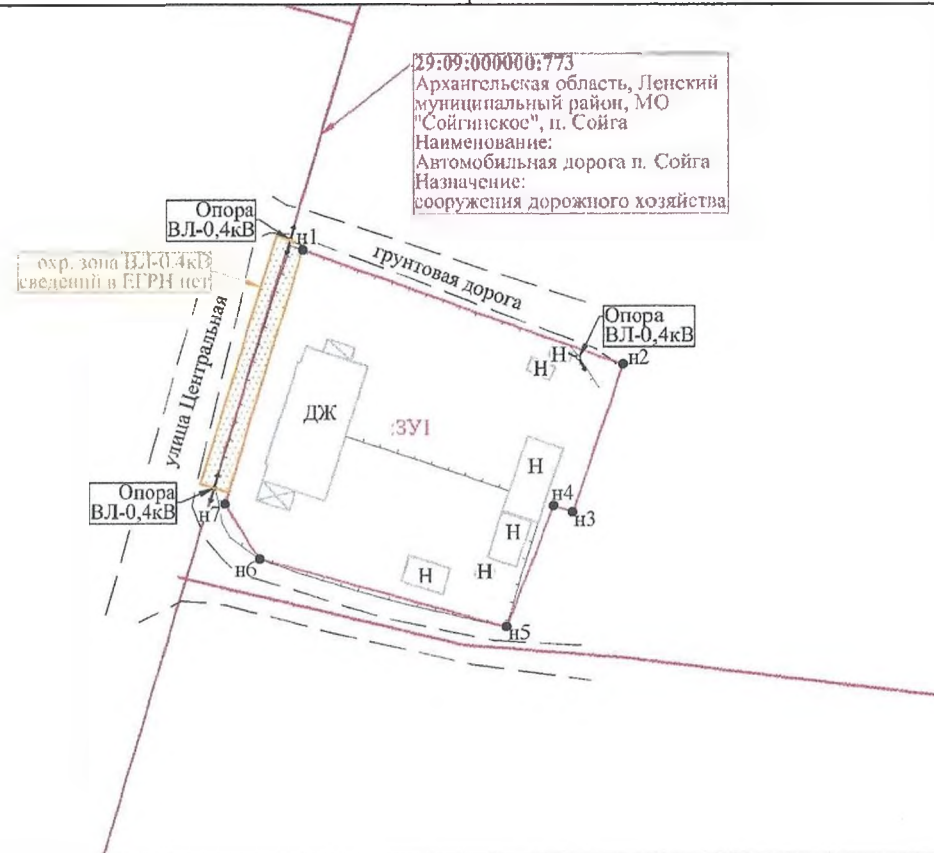 29:09:000000:773
Архангельская область, Ленский
муниципальный район, МО
"Сойгинское", п. Сойга
Наименование:
Автомобильная дорога п. Сойга
Назначение:
сооружения дорожного хозяйства
Опора
ВЛ-0,4кВ
н1
охр. зона ВЛ-0.4кВ
сведений в ЕГРН нет
грунтовая дорога
улица Центральная
Опора
ВЛ-0,4кВ
н2
Н
Н
ДЖ
:ЗУ1
Н
н4
н3
Опора
ВЛ-0,4кВ
н7
Н
н6
Н
Н
н5